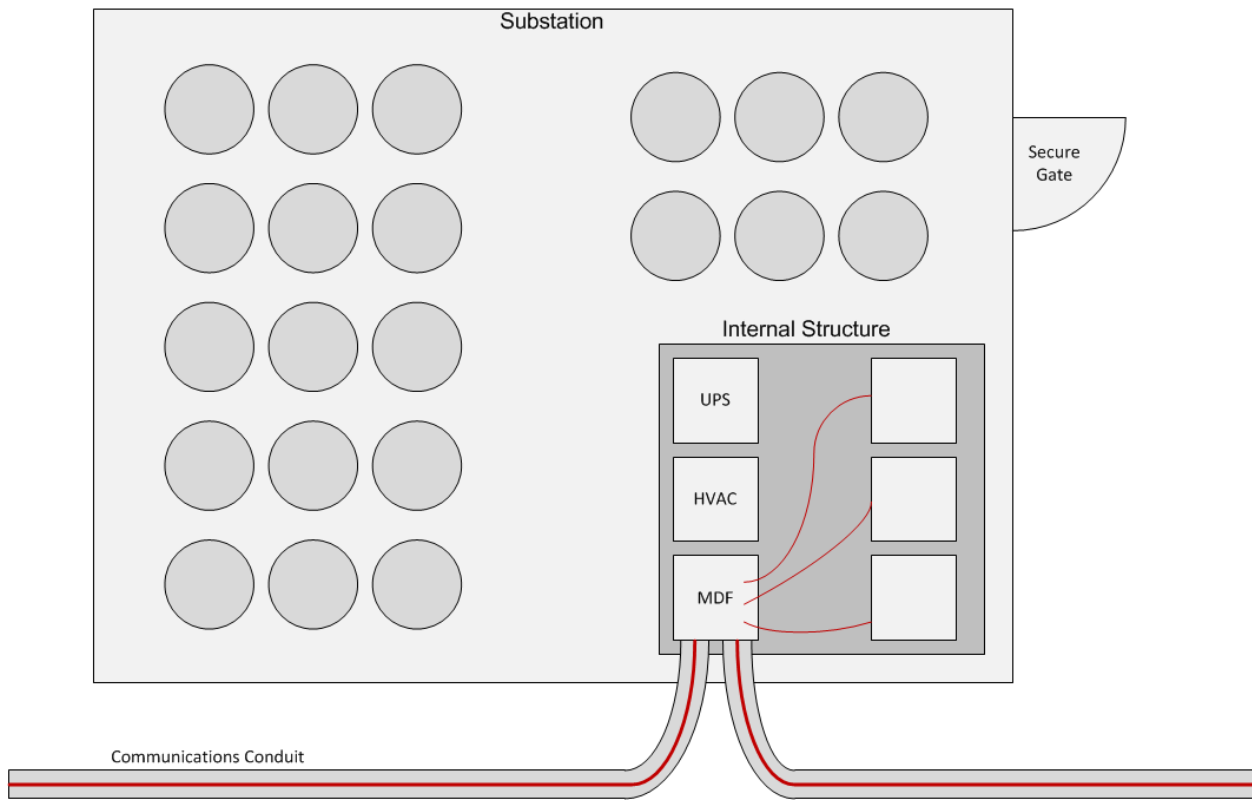 Substation
Secure
Gate
Internal Structure
UPS
HVAC
MDF
Communications Conduit